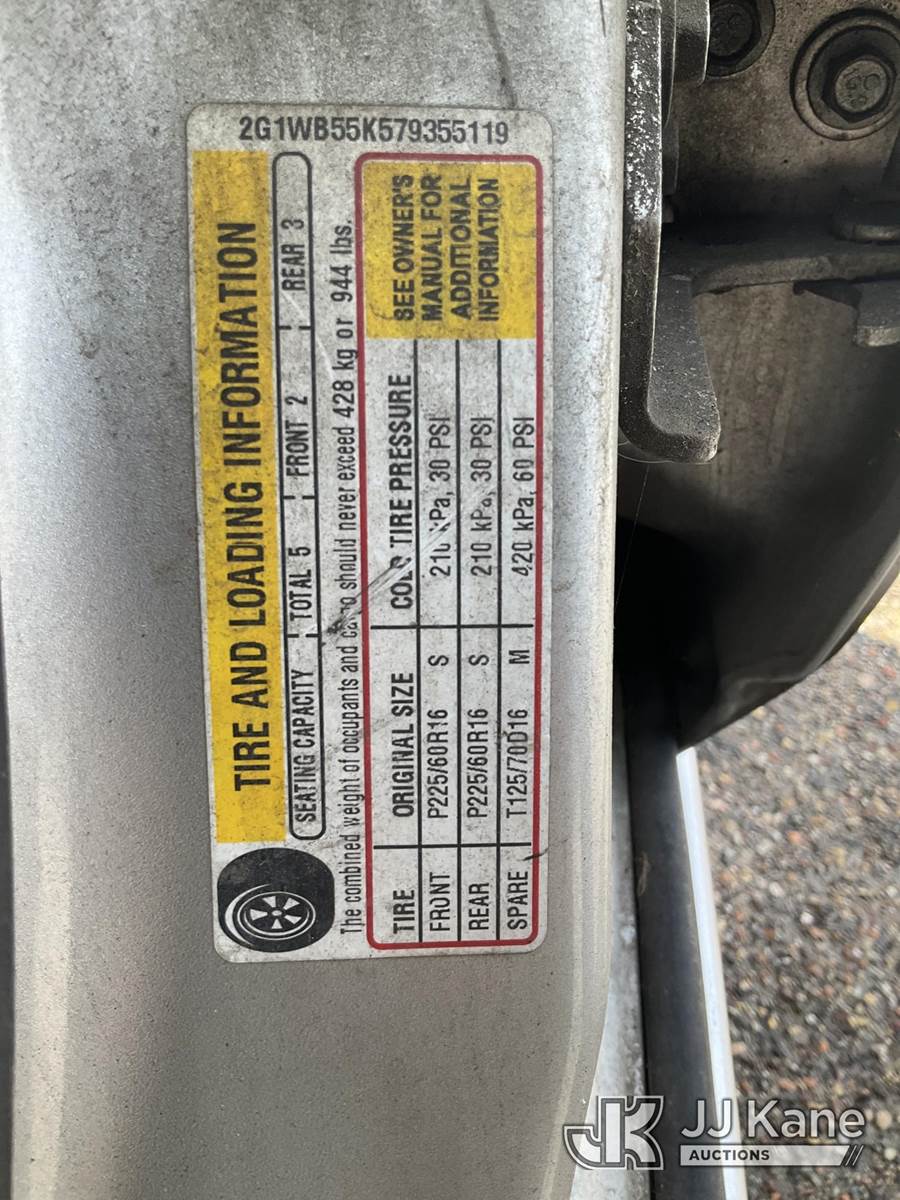 2G1WB55K579355119
TIRE AND LOADING INFORMATION
SEATING CAPACITY TOTAL 5 FRONT 2 REAR 3
The combined weight of occupants and cargo should never exceed 428 kg or 944 lbs.
TIRE ORIGINAL SIZE COLD TIRE PRESSURE
FRONT P225/60R16 S 210 kPa, 30 PSI
REAR P225/60R16 S 210 kPa, 30 PSI
SPARE T125/70D16 M 420 kPa, 60 PSI
SEE OWNER'S
MANUAL FOR
ADDITIONAL
INFORMATION
JK JJ Kane
AUCTIONS